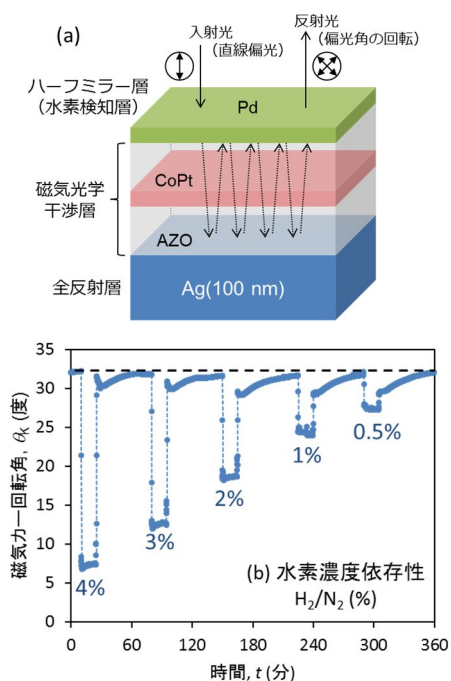 (a)
入射光
(直線偏光)
反射光
(偏光角の回転)
ハーフミラー層
(水素検知層)
Pd
磁気光学
干渉層
CoPt
AZO
全反射層
Ag(100 nm)
磁気カー回転角, θk (度)
35
30
25
20
15
10
5
0
4%
3%
2%
1%
0.5%
(b) 水素濃度依存性
H2/N2 (%)
0
60
120
180
240
300
360
時間, t (分)